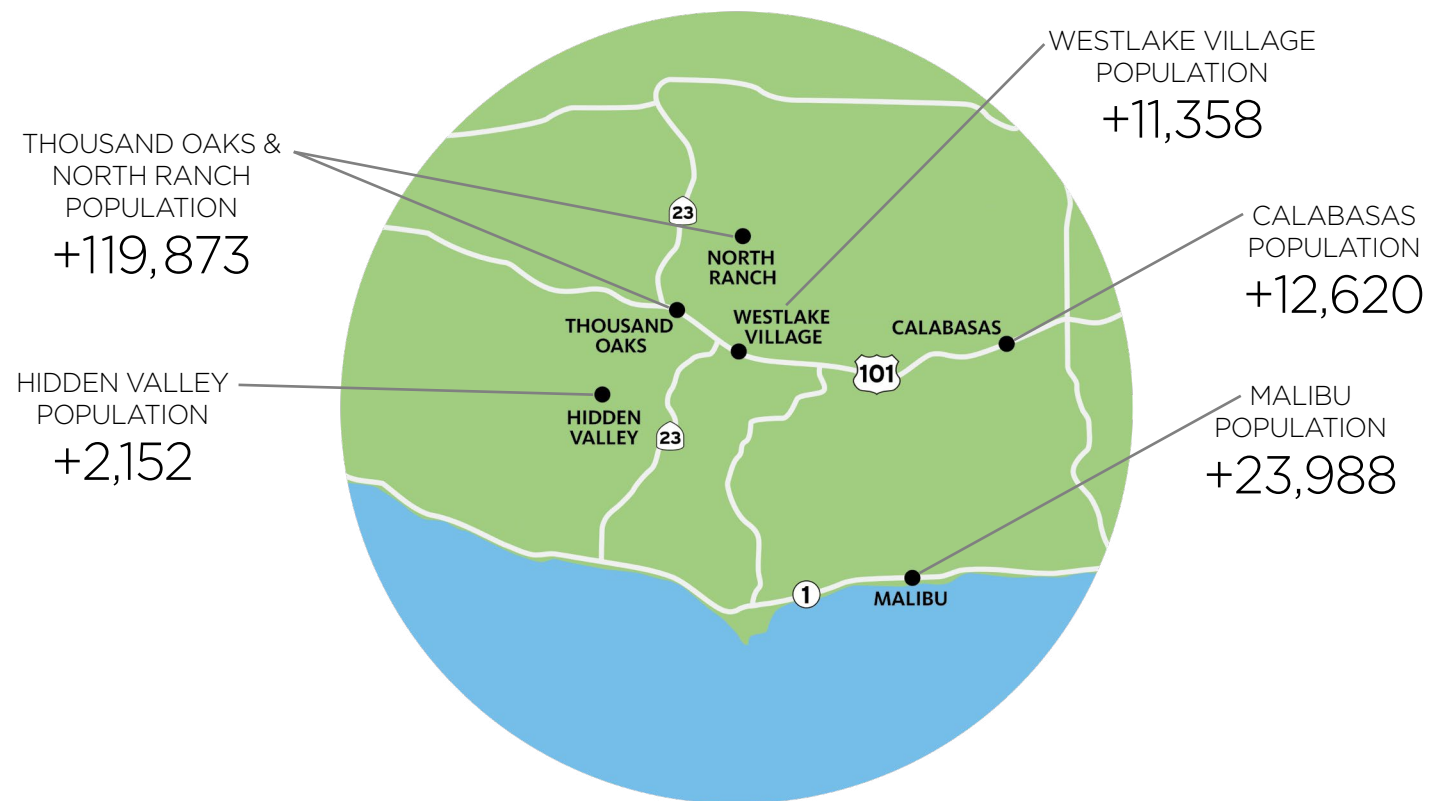 WESTLAKE VILLAGE
POPULATION
+11,358
THOUSAND OAKS &
NORTH RANCH
POPULATION
+119,873
CALABASAS
POPULATION
+12,620
HIDDEN VALLEY
POPULATION
+2,152
MALIBU
POPULATION
+23,988
23
NORTH
RANCH
THOUSAND
OAKS
WESTLAKE
VILLAGE
CALABASAS
101
HIDDEN
VALLEY
23
1
MALIBU